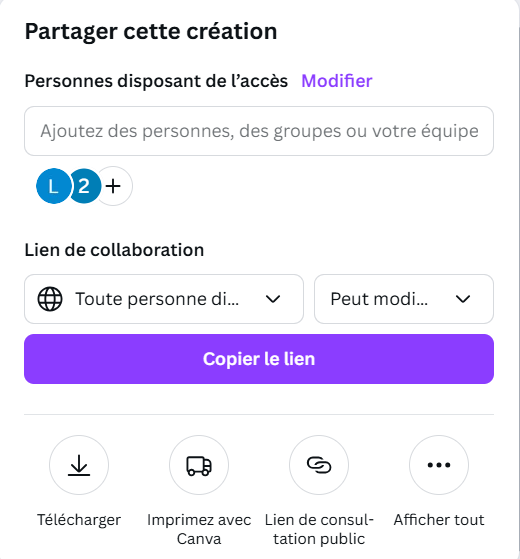 Partager cette création
Personnes disposant de l’accès Modifier
Ajoutez des personnes, des groupes ou votre équipe
L 2 +
Lien de collaboration
Toute personne di... Peut modi...
Copier le lien
Télécharger
Imprimez avec
Canva
Lien de consul-
tation public
Afficher tout